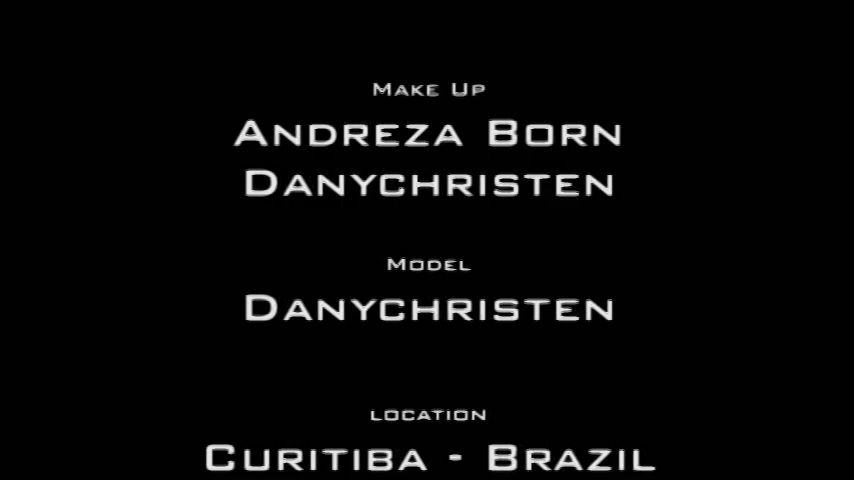 Make Up
Andreza Born
Danychristen
Model
Danychristen
location
Curitiba - Brazil